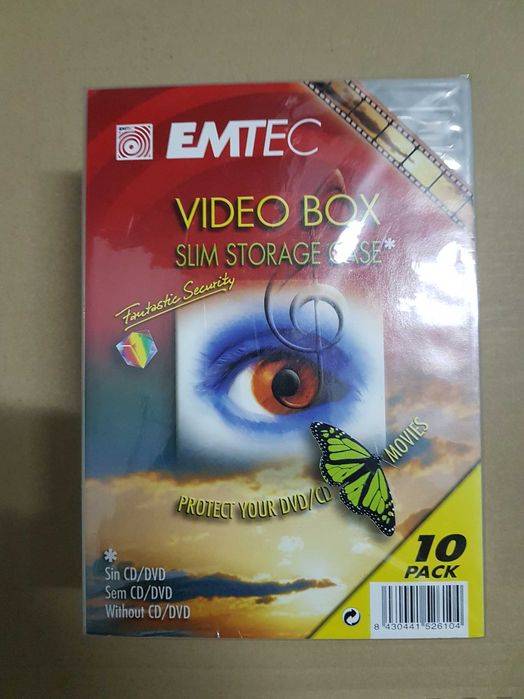 EMTEC
EMTEC
VIDEO BOX
SLIM STORAGE CASE*
Fantastic Security
PROTECT YOUR DVD/CD MOVIES
*
Sin CD/DVD
Sem CD/DVD
Without CD/DVD
10
PACK
8 430441 526104